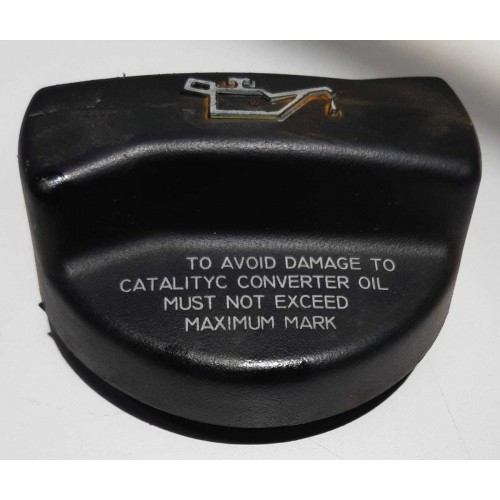 TO AVOID DAMAGE TO
CATALITYC CONVERTER OIL
MUST NOT EXCEED
MAXIMUM MARK